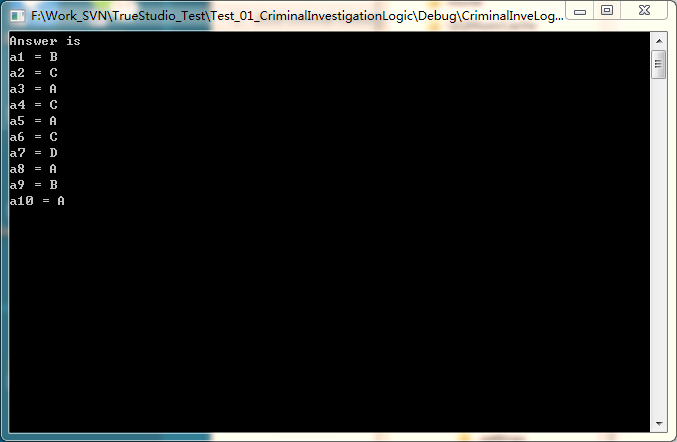 F:\Work_SVN\TrueStudio_Test\Test_01_CriminalInvestigationLogic\Debug\CriminalInveLog...
Answer is
a1 = B
a2 = C
a3 = A
a4 = C
a5 = A
a6 = C
a7 = D
a8 = A
a9 = B
a10 = A